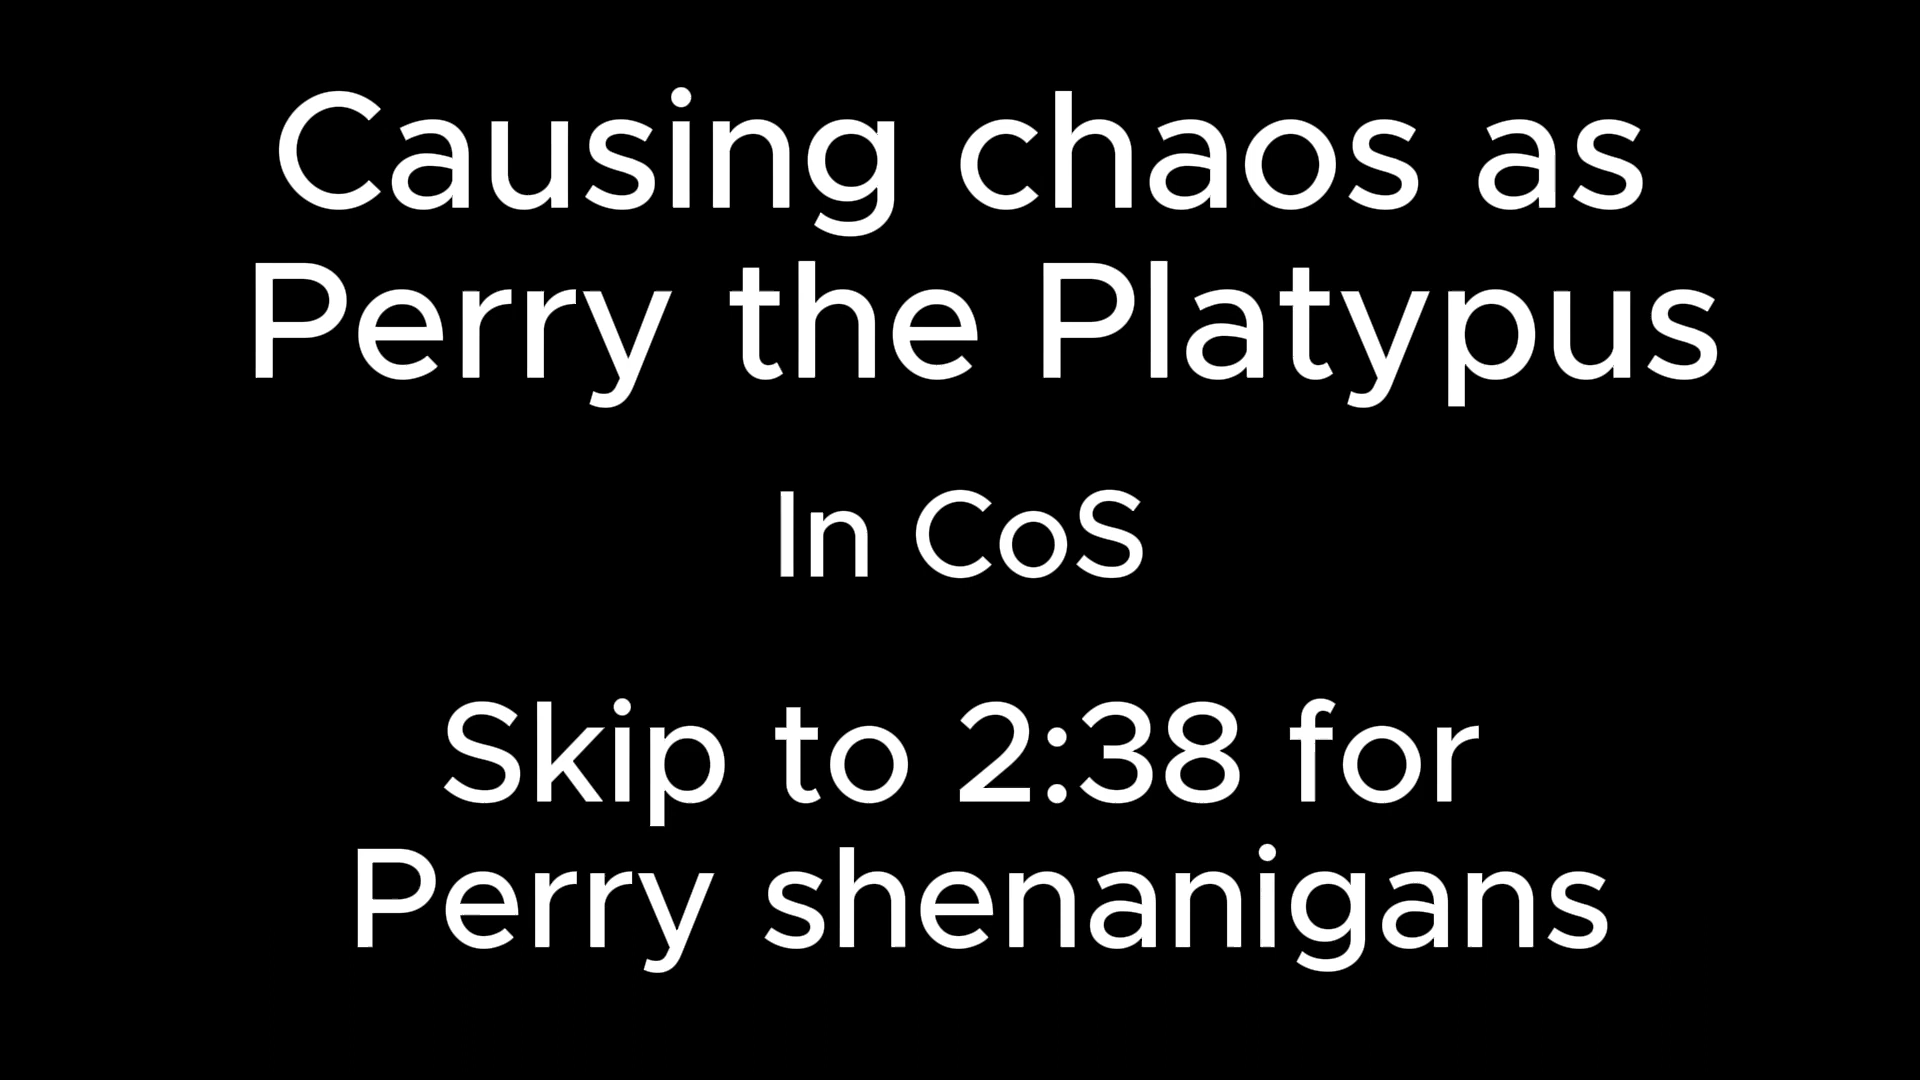 Causing chaos as
Perry the Platypus
In CoS
Skip to 2:38 for
Perry shenanigans